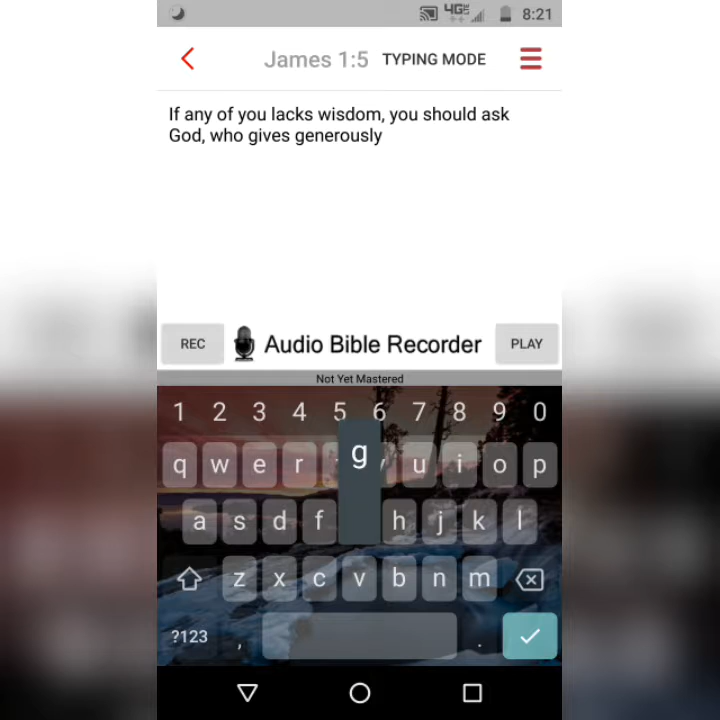 4G LTE 8:21
James 1:5 TYPING MODE
If any of you lacks wisdom, you should ask
God, who gives generously
REC Audio Bible Recorder PLAY
Not Yet Mastered
1 2 3 4 5 6 7 8 9 0
q w e r g u i o p
a s d f h j k l
z x c v b n m
?123 , .